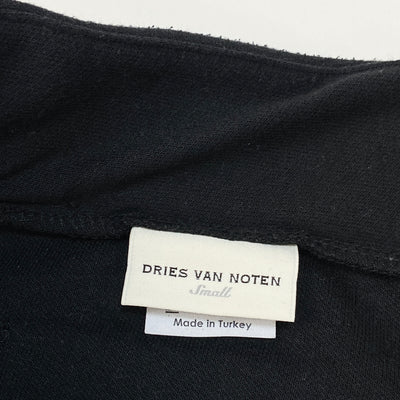 DRIES VAN NOTEN
Small
Made in Turkey